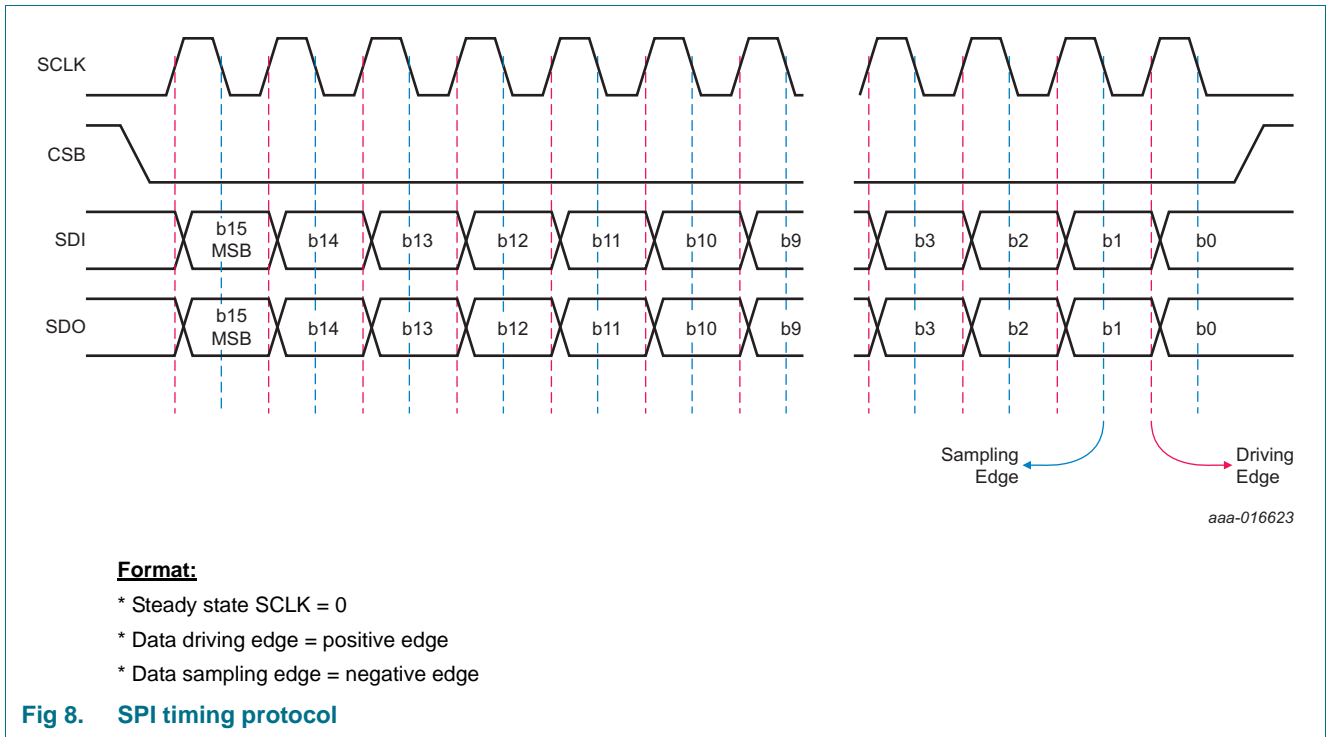 SCLK
CSB
SDI
b15
MSB
b14
b13
b12
b11
b10
b9
b3
b2
b1
b0
SDO
b15
MSB
b14
b13
b12
b11
b10
b9
b3
b2
b1
b0
Sampling
Edge
Driving
Edge
aaa-016623
Format:
* Steady state SCLK = 0
* Data driving edge = positive edge
* Data sampling edge = negative edge
Fig 8. SPI timing protocol